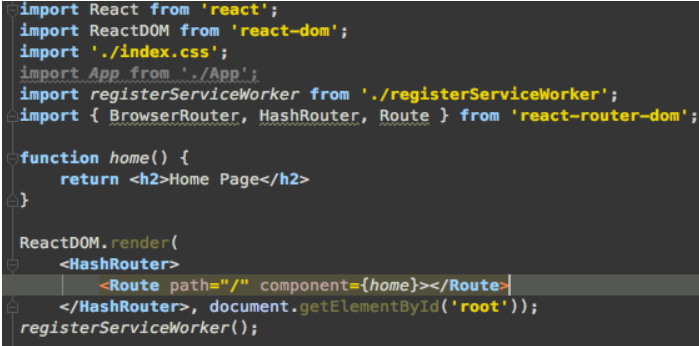 import React from 'react';
import ReactDOM from 'react-dom';
import './index.css';
import App from './App';
import registerServiceWorker from './registerServiceWorker';
import { BrowserRouter, HashRouter, Route } from 'react-router-dom';
function home() {
    return <h2>Home Page</h2>
}
ReactDOM.render(
    <HashRouter>
        <Route path="/" component={home}></Route>
    </HashRouter>, document.getElementById('root'));
registerServiceWorker();